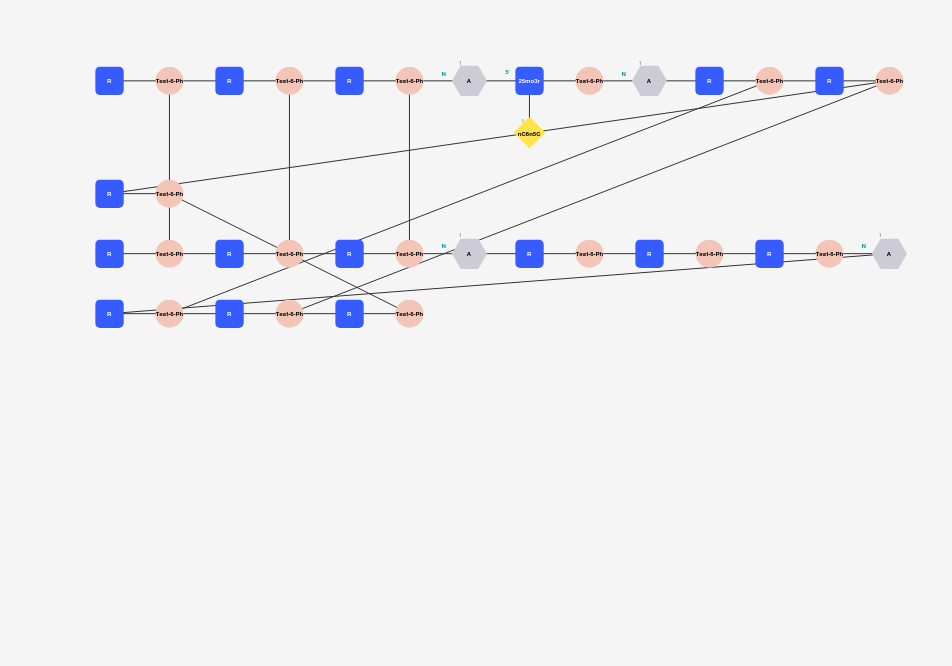 1 1
N 5' N
R Test-6-Ph R Test-6-Ph R Test-6-Ph A 25mo3r Test-6-Ph A R Test-6-Ph R Test-6-Ph
1
nC6n5C
R Test-6-Ph
1 1
N N
R Test-6-Ph R Test-6-Ph R Test-6-Ph A R Test-6-Ph R Test-6-Ph R Test-6-Ph A
R Test-6-Ph R Test-6-Ph R Test-6-Ph